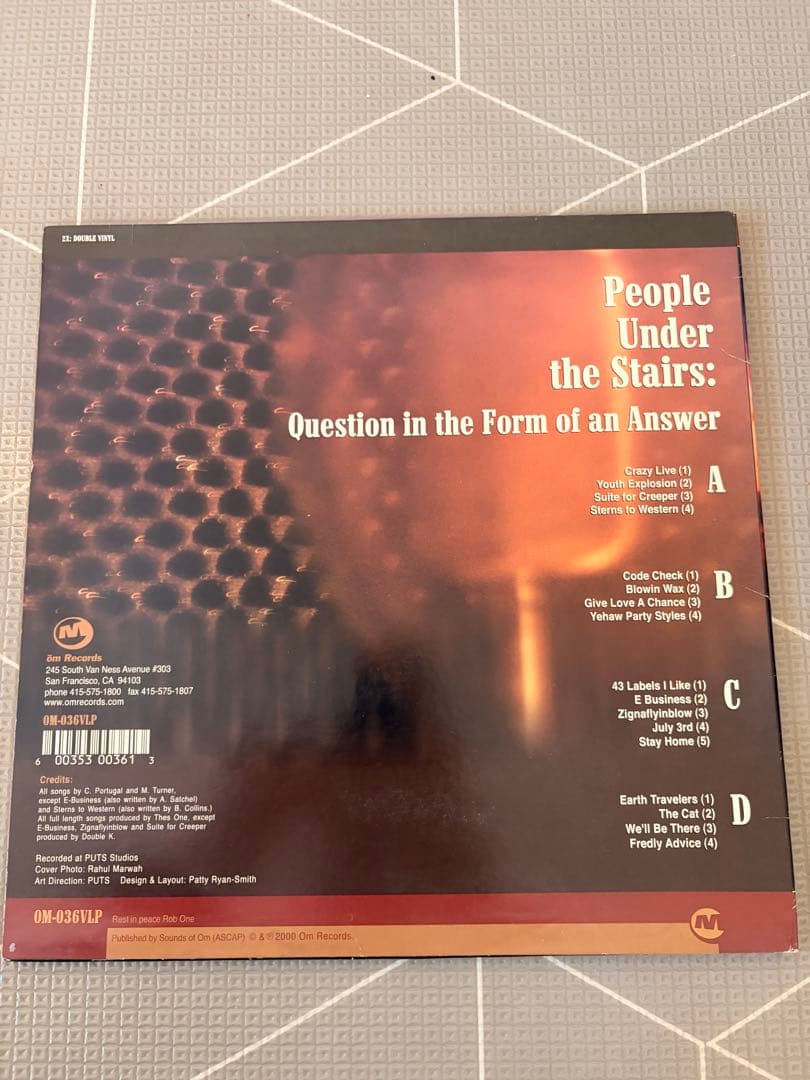 2X: DOUBLE VINYL
People
Under
the Stairs:
Question in the Form of an Answer
Crazy Live (1)
Youth Explosion (2)
Suite for Creeper (3)
Sterns to Western (4)
A
Code Check (1)
Blowin Wax (2)
Give Love A Chance (3)
Yehaw Party Styles (4)
B
43 Labels I Like (1)
E Business (2)
Zignaflyinblow (3)
July 3rd (4)
Stay Home (5)
C
Earth Travelers (1)
The Cat (2)
We'll Be There (3)
Fredly Advice (4)
D
öm Records
245 South Van Ness Avenue #303
San Francisco, CA 94103
phone 415-575-1800 fax 415-575-1807
www.omrecords.com
OM-036VLP
6 00353 00361 3
Credits:
All songs by C. Portugal and M. Turner,
except E-Business (also written by A. Satchel)
and Sterns to Western (also written by B. Collins.)
All full length songs produced by Thes One, except
E-Business, Zignaflyinblow and Suite for Creeper
produced by Double K.
Recorded at PUTS Studios
Cover Photo: Rahul Marwah
Art Direction: PUTS Design & Layout: Patty Ryan-Smith
OM-036VLP Rest in peace Rob One
Published by Sounds of Om (ASCAP) © & ℗ 2000 Om Records.